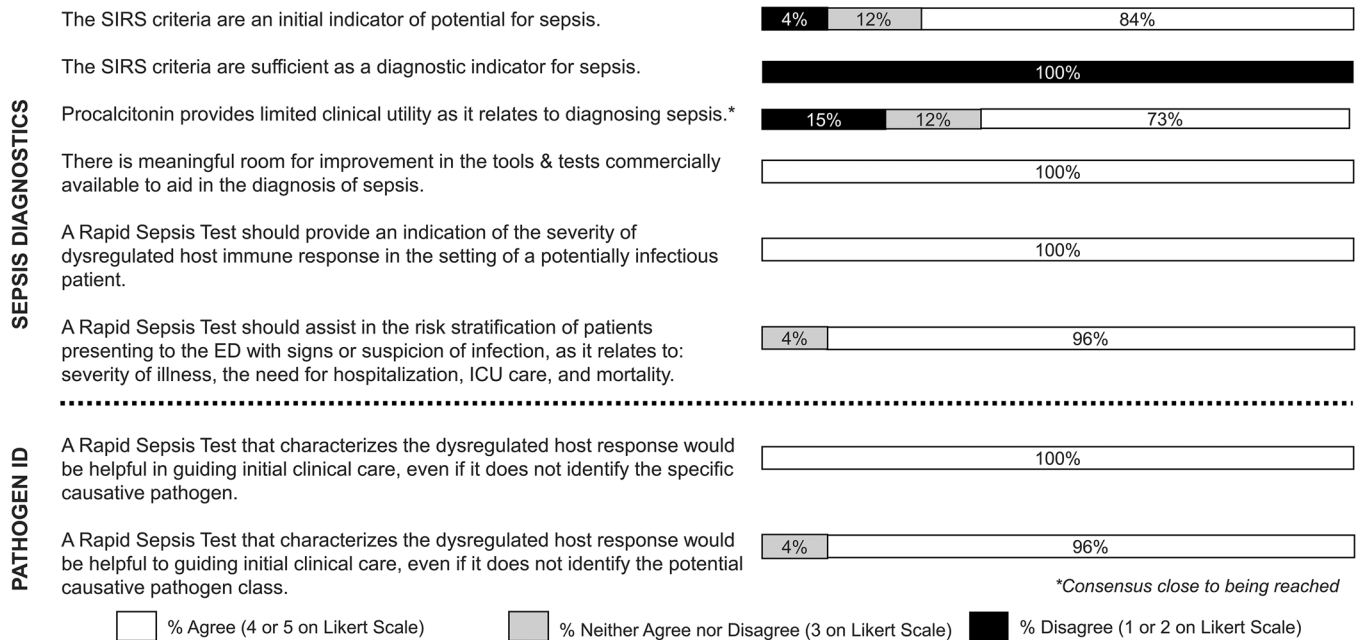 The SIRS criteria are an initial indicator of potential for sepsis.
4% 12% 84%
The SIRS criteria are sufficient as a diagnostic indicator for sepsis.
100%
SEPSIS DIAGNOSTICS
Procalcitonin provides limited clinical utility as it relates to diagnosing sepsis.*
15% 12% 73%
There is meaningful room for improvement in the tools & tests commercially
available to aid in the diagnosis of sepsis.
100%
A Rapid Sepsis Test should provide an indication of the severity of
dysregulated host immune response in the setting of a potentially infectious
patient.
100%
A Rapid Sepsis Test should assist in the risk stratification of patients
presenting to the ED with signs or suspicion of infection, as it relates to:
severity of illness, the need for hospitalization, ICU care, and mortality.
4% 96%
PATHOGEN ID
A Rapid Sepsis Test that characterizes the dysregulated host response would
be helpful in guiding initial clinical care, even if it does not identify the specific
causative pathogen.
100%
A Rapid Sepsis Test that characterizes the dysregulated host response would
be helpful to guiding initial clinical care, even if it does not identify the potential
causative pathogen class.
4% 96%
*Consensus close to being reached
% Agree (4 or 5 on Likert Scale)
% Neither Agree nor Disagree (3 on Likert Scale)
% Disagree (1 or 2 on Likert Scale)